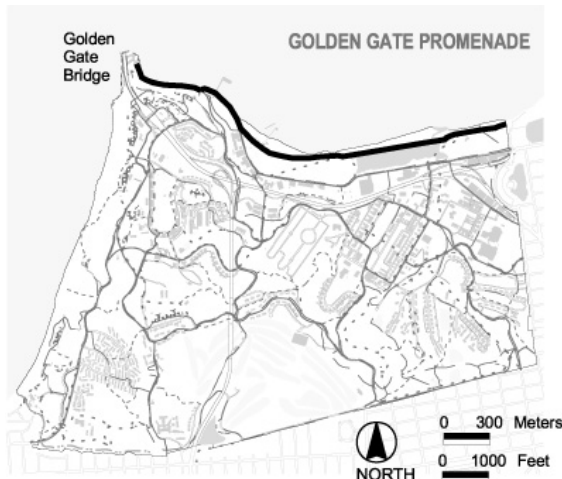 GOLDEN GATE PROMENADE
Golden
Gate
Bridge
0 300 Meters
0 1000 Feet
NORTH